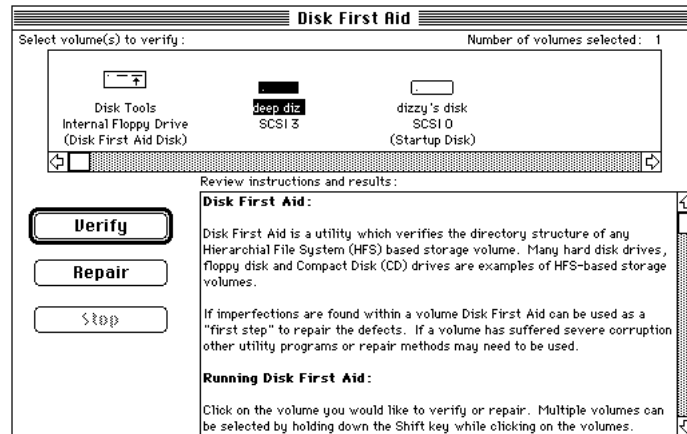 Disk First Aid
Select volume(s) to verify: Number of volumes selected: 1
Disk Tools
Internal Floppy Drive
(Disk First Aid Disk)
deep diz
SCSI 3
dizzy's disk
SCSI 0
(Startup Disk)
Review instructions and results:
Verify
Repair
Stop
Disk First Aid:
Disk First Aid is a utility which verifies the directory structure of any
Hierarchial File System (HFS) based storage volume. Many hard disk drives,
floppy disk and Compact Disk (CD) drives are examples of HFS-based storage
volumes.
If imperfections are found within a volume Disk First Aid can be used as a
"first step" to repair the defects. If a volume has suffered severe corruption
other utility programs or repair methods may need to be used.
Running Disk First Aid:
Click on the volume you would like to verify or repair. Multiple volumes can
be selected by holding down the Shift key while clicking on the volumes.